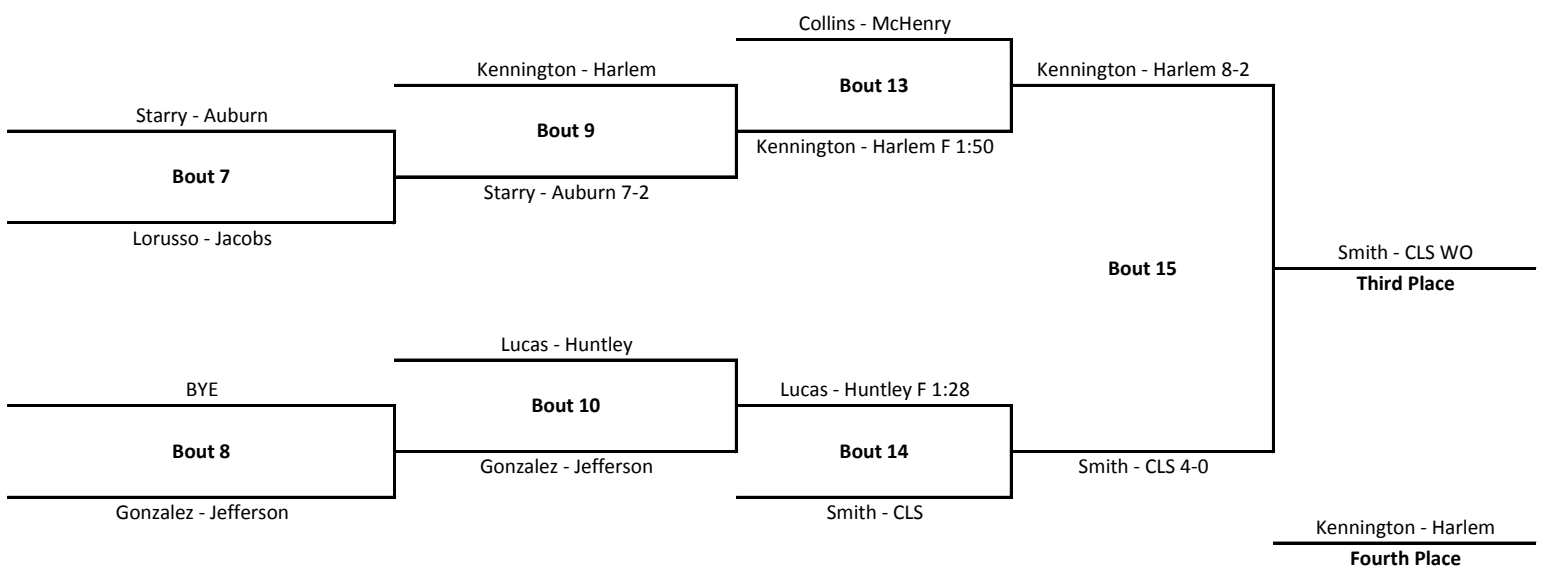 Collins - McHenry
Kennington - Harlem
Bout 13
Kennington - Harlem 8-2
Starry - Auburn
Bout 9
Kennington - Harlem F 1:50
Bout 7
Starry - Auburn 7-2
Lorusso - Jacobs
Bout 15
Smith - CLS WO
Third Place
Lucas - Huntley
BYE
Bout 10
Lucas - Huntley F 1:28
Bout 8
Gonzalez - Jefferson
Bout 14
Smith - CLS 4-0
Gonzalez - Jefferson
Smith - CLS
Kennington - Harlem
Fourth Place